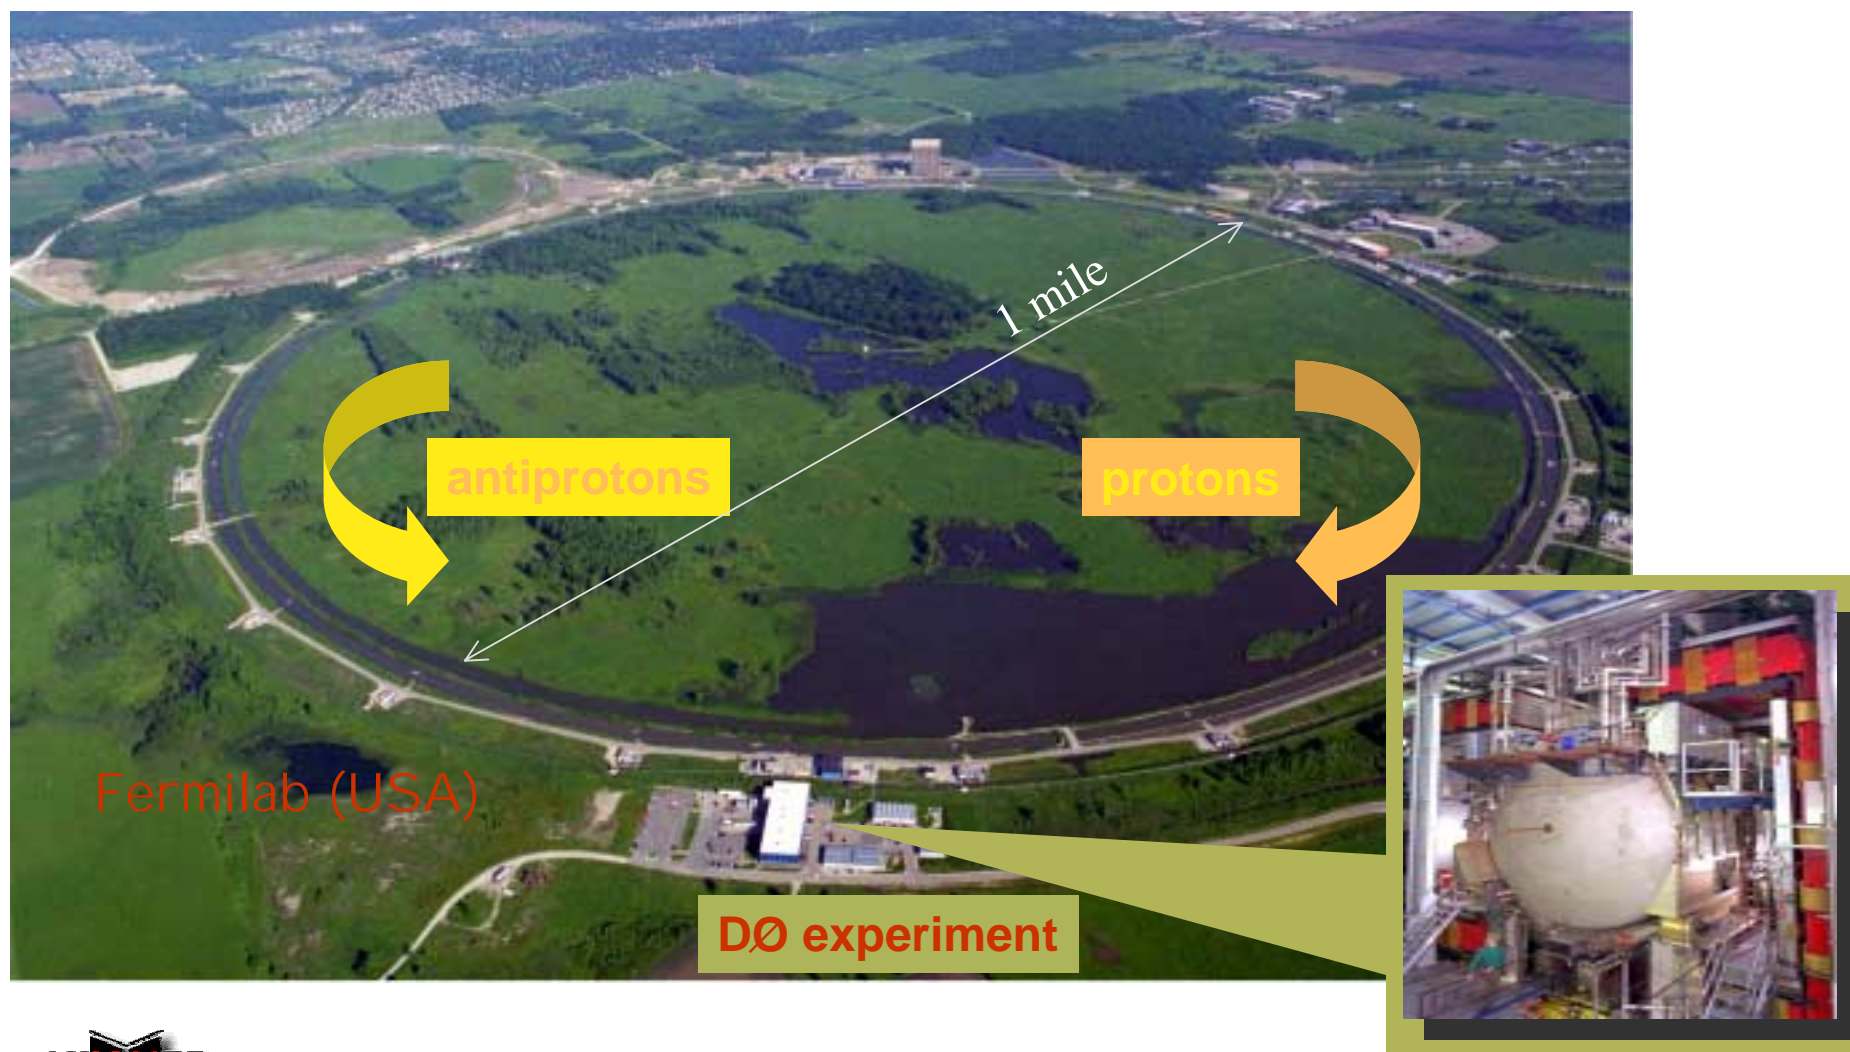 1 mile
antiprotons
protons
Fermilab (USA)
DØ experiment